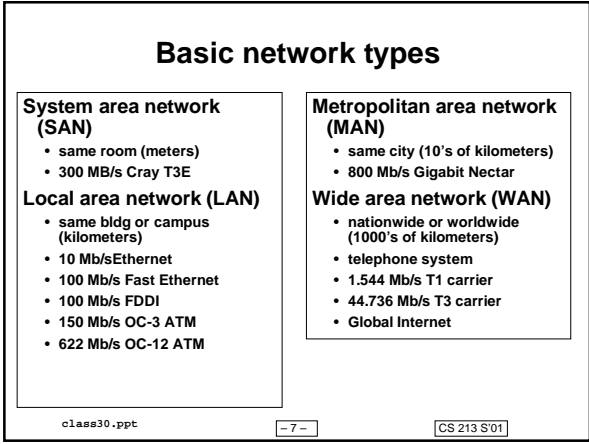 Basic network types
System area network
(SAN)
• same room (meters)
• 300 MB/s Cray T3E
Local area network (LAN)
• same bldg or campus
(kilometers)
• 10 Mb/sEthernet
• 100 Mb/s Fast Ethernet
• 100 Mb/s FDDI
• 150 Mb/s OC-3 ATM
• 622 Mb/s OC-12 ATM
Metropolitan area network
(MAN)
• same city (10's of kilometers)
• 800 Mb/s Gigabit Nectar
Wide area network (WAN)
• nationwide or worldwide
(1000's of kilometers)
• telephone system
• 1.544 Mb/s T1 carrier
• 44.736 Mb/s T3 carrier
• Global Internet
class30.ppt
– 7 –
CS 213 S'01